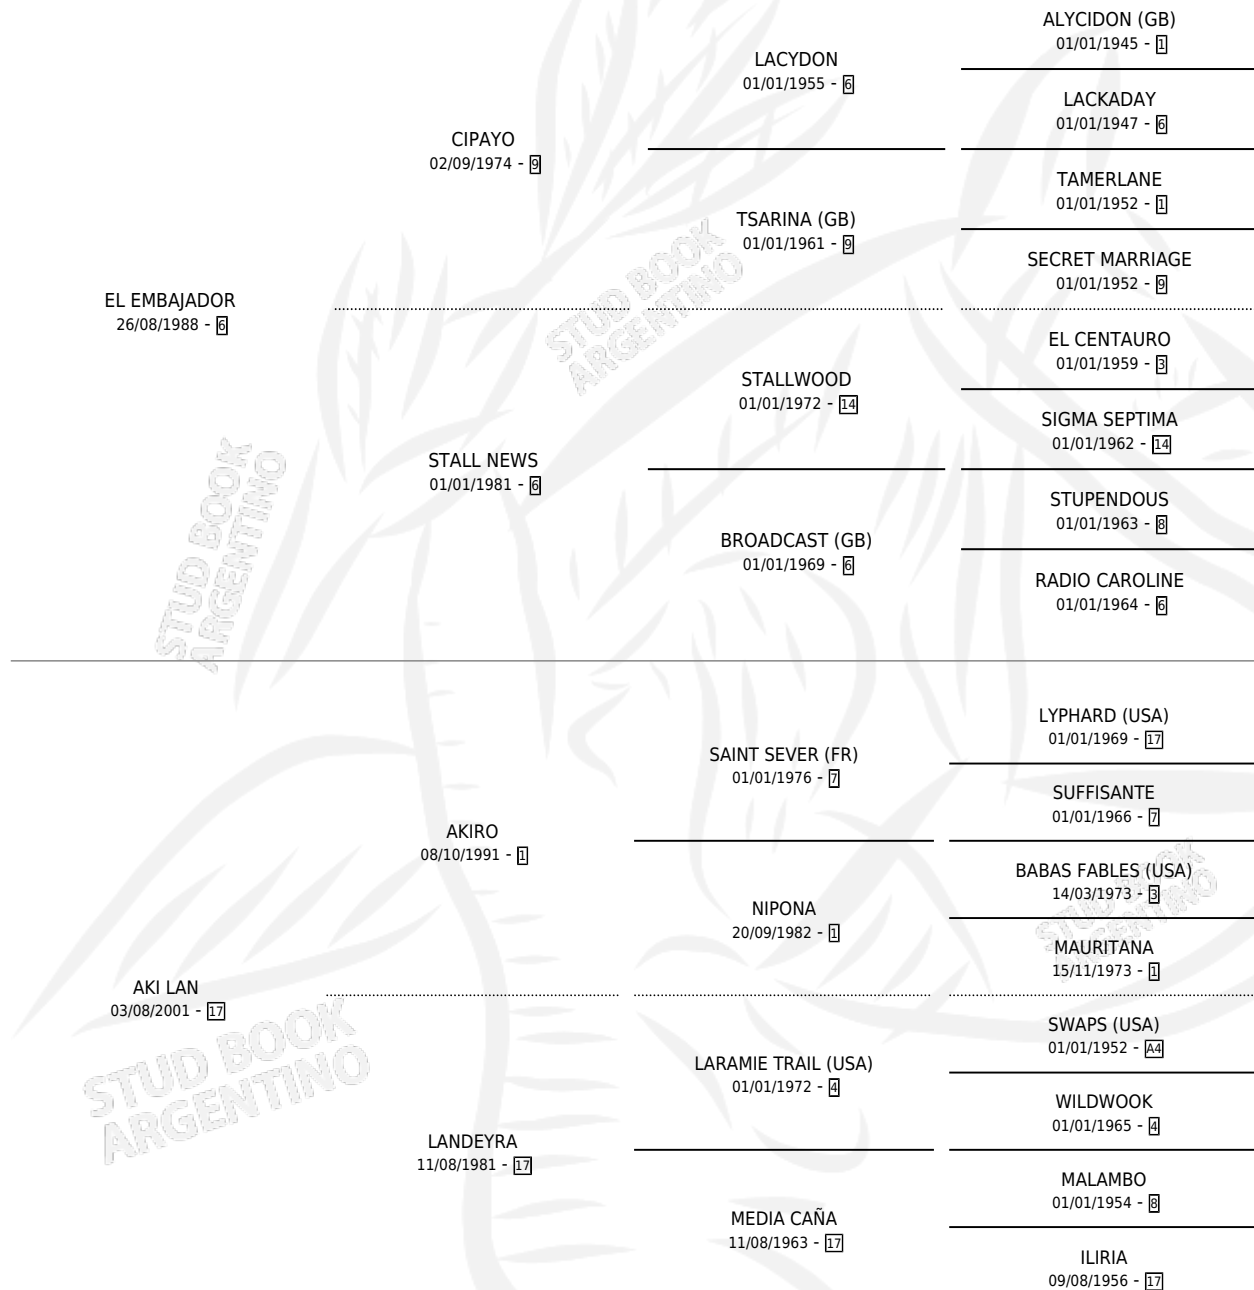 ALYCIDON (GB)
01/01/1945 - 1
LACYDON
01/01/1955 - 6
LACKADAY
01/01/1947 - 6
CIPAYO
02/09/1974 - 9
TAMERLANE
01/01/1952 - 1
TSARINA (GB)
01/01/1961 - 9
SECRET MARRIAGE
01/01/1952 - 9
EL EMBAJADOR
26/08/1988 - 6
STUD BOOK
ARGENTINO
EL CENTAURO
01/01/1959 - 3
STALLWOOD
01/01/1972 - 14
SIGMA SEPTIMA
01/01/1962 - 14
STALL NEWS
01/01/1981 - 6
STUPENDOUS
01/01/1963 - 8
BROADCAST (GB)
01/01/1969 - 6
RADIO CAROLINE
01/01/1964 - 6
STUD BOOK
ARGENTINO
LYPHARD (USA)
01/01/1969 - 17
SAINT SEVER (FR)
01/01/1976 - 7
SUFFISANTE
01/01/1966 - 7
AKIRO
08/10/1991 - 1
BABAS FABLES (USA)
14/03/1973 - 3
STUD BOOK
ARGENTINO
NIPONA
20/09/1982 - 1
MAURITANA
15/11/1973 - 1
AKI LAN
03/08/2001 - 17
STUD BOOK
ARGENTINO
SWAPS (USA)
01/01/1952 - A4
LARAMIE TRAIL (USA)
01/01/1972 - 4
WILDWOOK
01/01/1965 - 4
LANDEYRA
11/08/1981 - 17
MALAMBO
01/01/1954 - 8
MEDIA CAÑA
11/08/1963 - 17
ILIRIA
09/08/1956 - 17